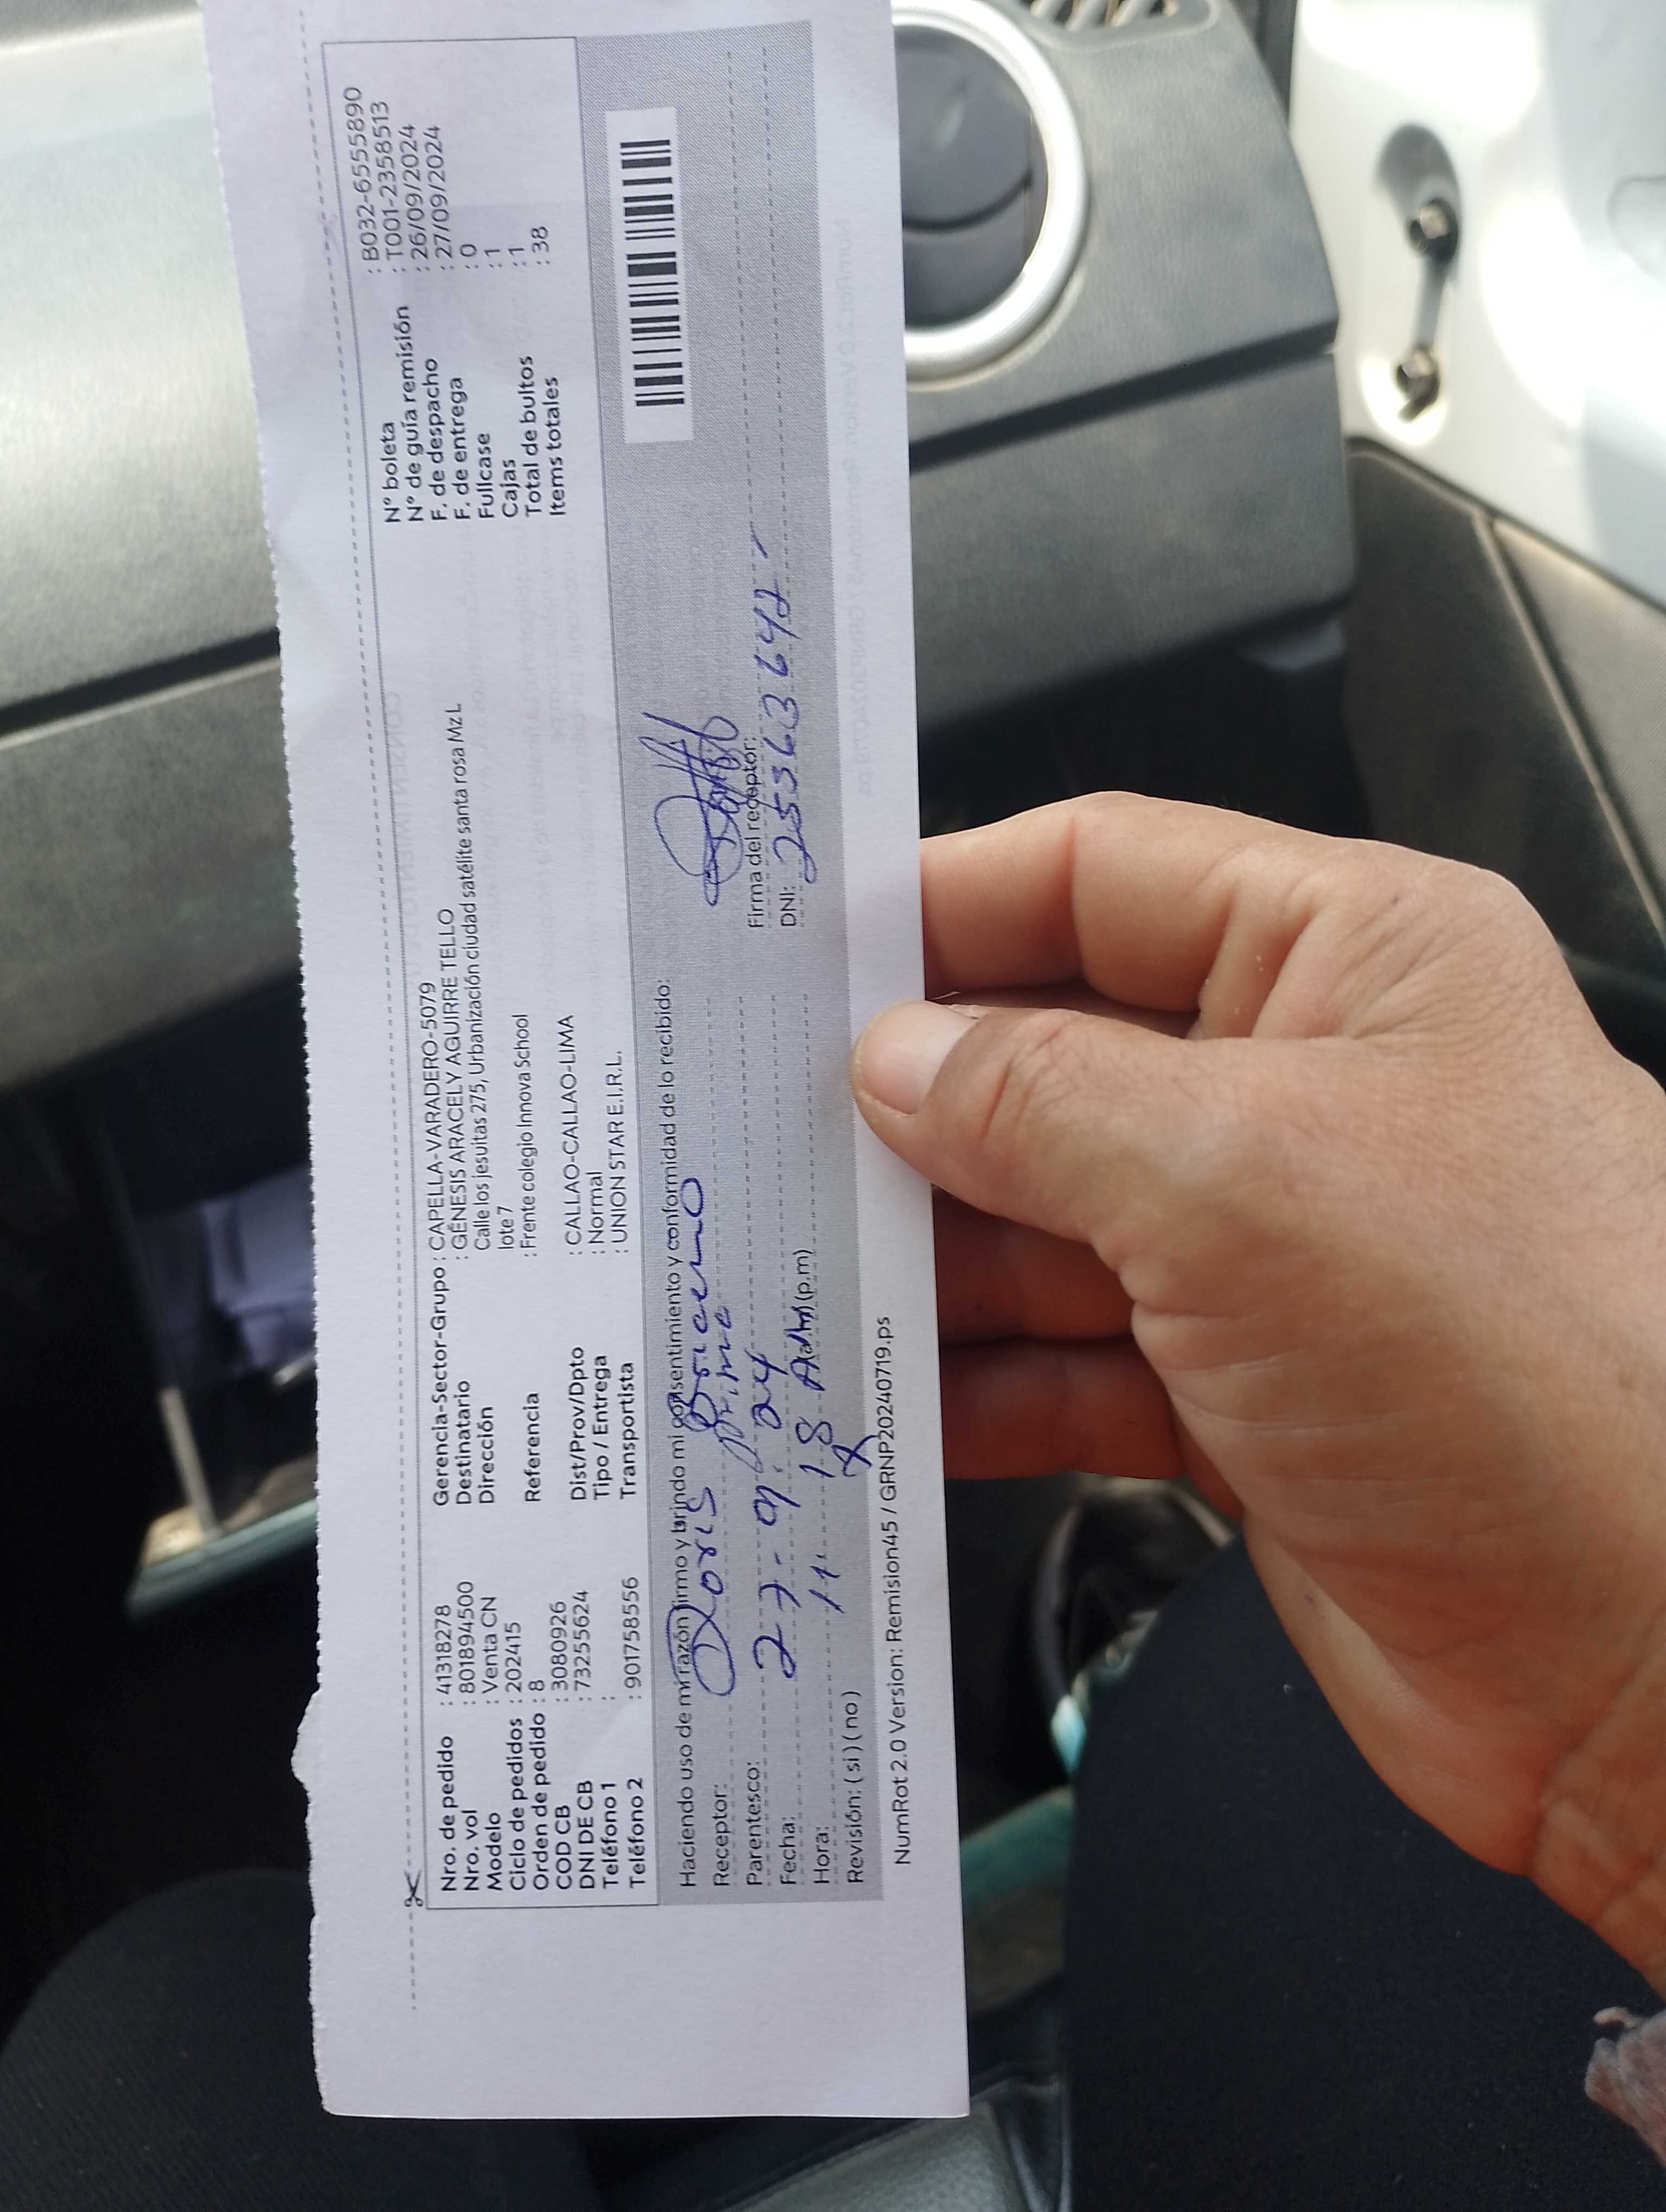 Nro. de pedido : 41318278
Nro. vol : 801894500
Modelo : Venta CN
Ciclo de pedidos : 202415
Orden de pedido : 8
COD CB : 3080926
DNI DE CB : 73255624
Teléfono 1 :
Teléfono 2 : 901758556
Gerencia-Sector-Grupo : CAPELLA-VARADERO-5079
Destinatario : GÉNESIS ARACELY AGUIRRE TELLO
Dirección Calle los jesuitas 275, Urbanización ciudad satélite santa rosa Mz L
lote 7
Referencia : Frente colegio Innova School
Dist/Prov/Dpto : CALLAO-CALLAO-LIMA
Tipo / Entrega : Normal
Transportista : UNION STAR E.I.R.L.
N° boleta : B032-6555890
N° de guía remisión : T001-2358513
F. de despacho : 26/09/2024
F. de entrega : 27/09/2024
Fullcase : 0
Cajas : 1
Total de bultos : 1
Items totales : 38
Haciendo uso de mi razón firmo y brindo mi consentimiento y conformidad de lo recibido:
Receptor: Doris
Parentesco: prima
Fecha: 27-09-24
Hora: 11:18 A (a.m) (p.m)
Revisión: ( si ) ( no )
Firma del receptor:
DNI:
NumRot 2.0 Version: Remision45 / GRNP20240719.ps